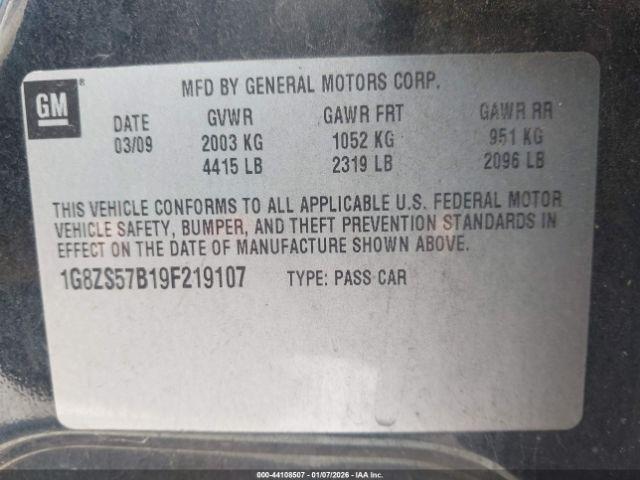 MFD BY GENERAL MOTORS CORP.
GM ®
DATE GVWR GAWR FRT GAWR RR
03/09 2003 KG 1052 KG 951 KG
4415 LB 2319 LB 2096 LB
THIS VEHICLE CONFORMS TO ALL APPLICABLE U.S. FEDERAL MOTOR
VEHICLE SAFETY, BUMPER, AND THEFT PREVENTION STANDARDS IN
EFFECT ON THE DATE OF MANUFACTURE SHOWN ABOVE.
1G8ZS57B19F219107 TYPE: PASS CAR
000-44108507 - 01/07/2026 - IAAI.com